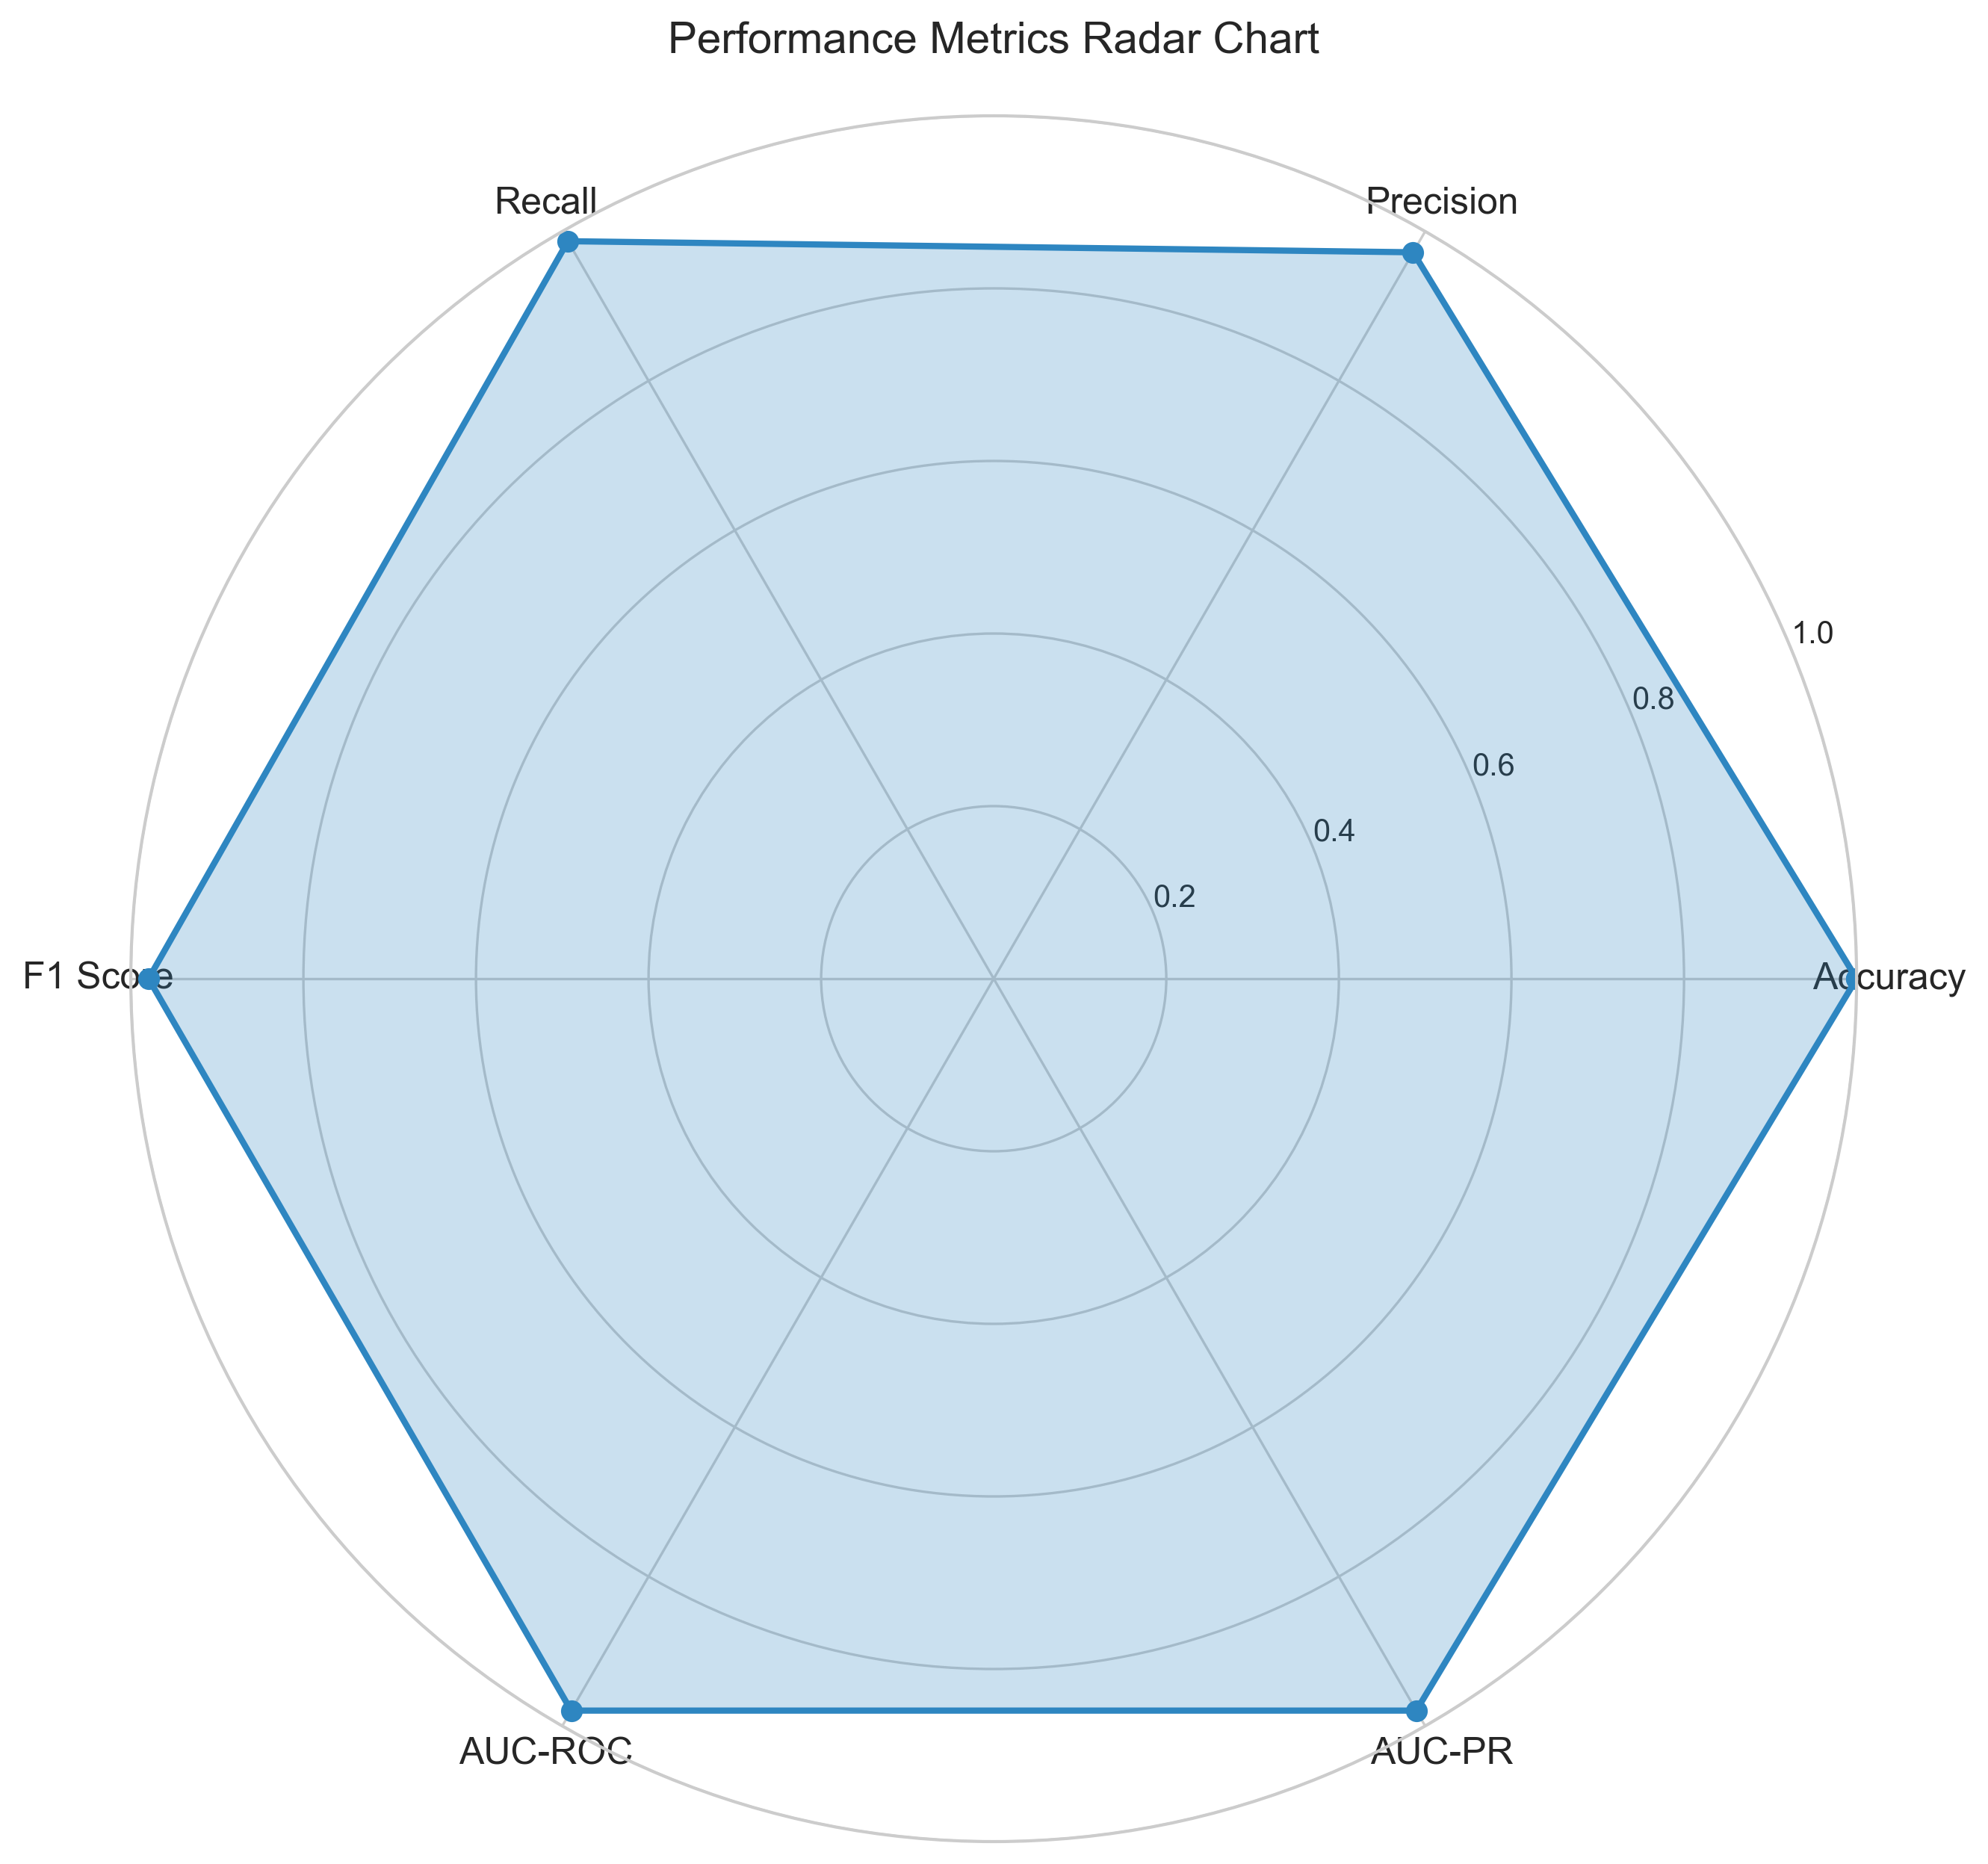 Performance Metrics Radar Chart
Recall
Precision
1.0
0.8
0.6
0.4
0.2
F1 Score
Accuracy
AUC-ROC
AUC-PR